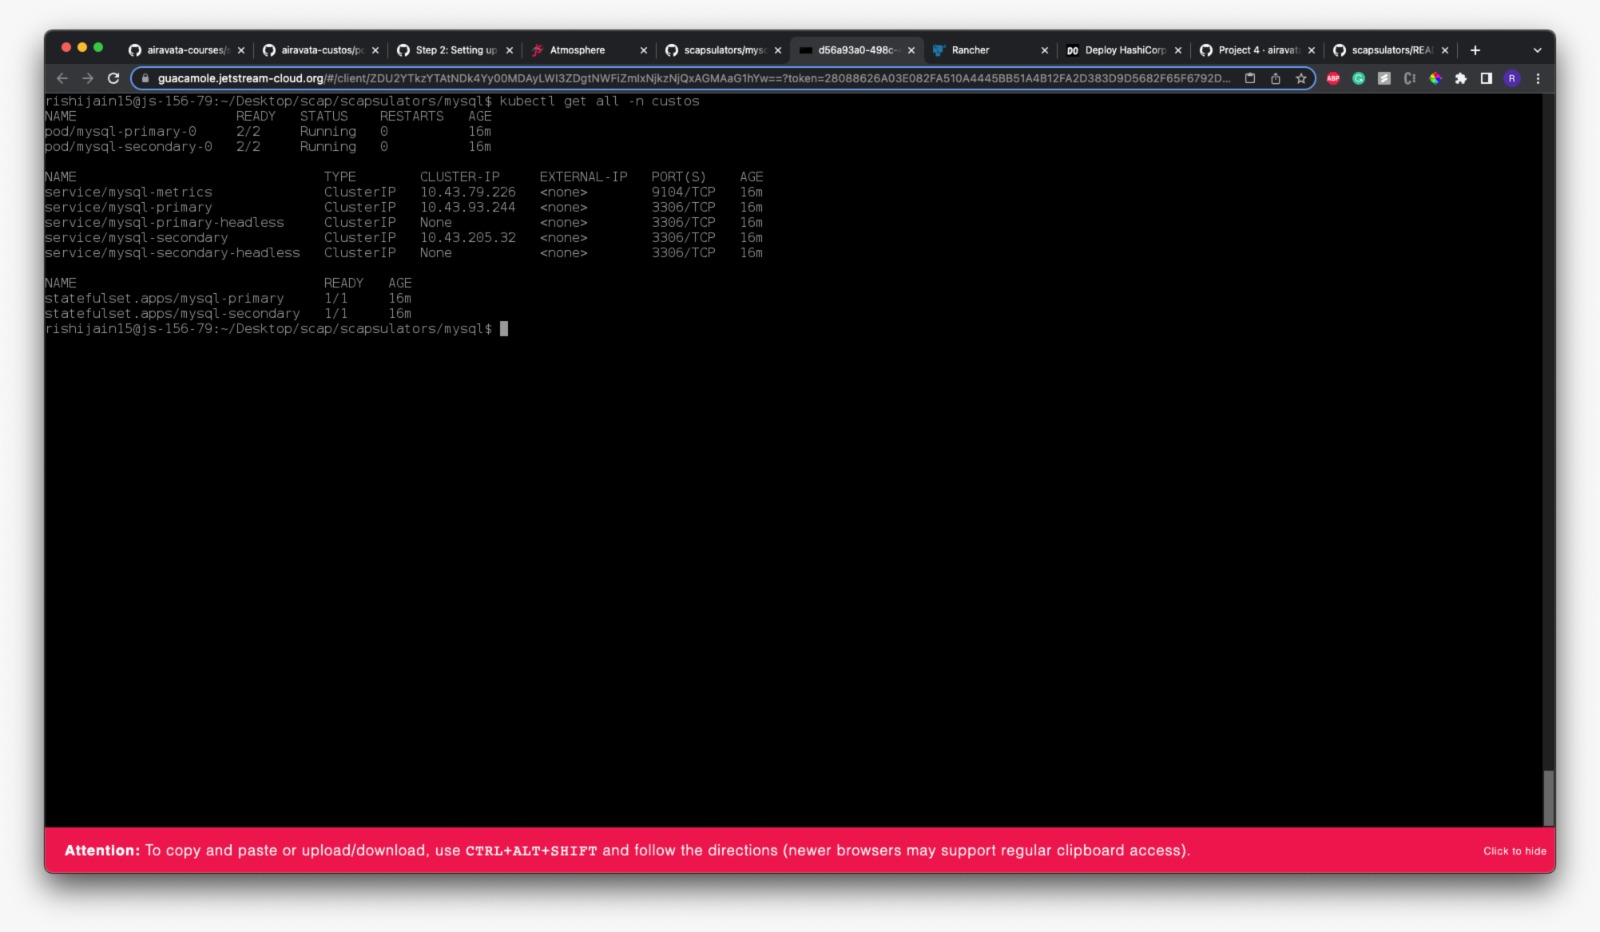 airavata-courses/s airavata-custos/po Step 2: Setting up Atmosphere scapsulators/mysq d56a93a0-498c- Rancher Deploy HashiCorp Project 4 · airavata scapsulators/REA
guacamole.jetstream-cloud.org
rishijain15@js-156-79:~/Desktop/scap/scapsulators/mysql$ kubectl get all -n custos
NAME READY STATUS RESTARTS AGE
pod/mysql-primary-0 2/2 Running 0 16m
pod/mysql-secondary-0 2/2 Running 0 16m
NAME TYPE CLUSTER-IP EXTERNAL-IP PORT(S) AGE
service/mysql-metrics ClusterIP 10.43.79.226 <none> 9104/TCP 16m
service/mysql-primary ClusterIP 10.43.93.244 <none> 3306/TCP 16m
service/mysql-primary-headless ClusterIP None <none> 3306/TCP 16m
service/mysql-secondary ClusterIP 10.43.205.32 <none> 3306/TCP 16m
service/mysql-secondary-headless ClusterIP None <none> 3306/TCP 16m
NAME READY AGE
statefulset.apps/mysql-primary 1/1 16m
statefulset.apps/mysql-secondary 1/1 16m
rishijain15@js-156-79:~/Desktop/scap/scapsulators/mysql$
Attention: To copy and paste or upload/download, use CTRL+ALT+SHIFT and follow the directions (newer browsers may support regular clipboard access). Click to hide